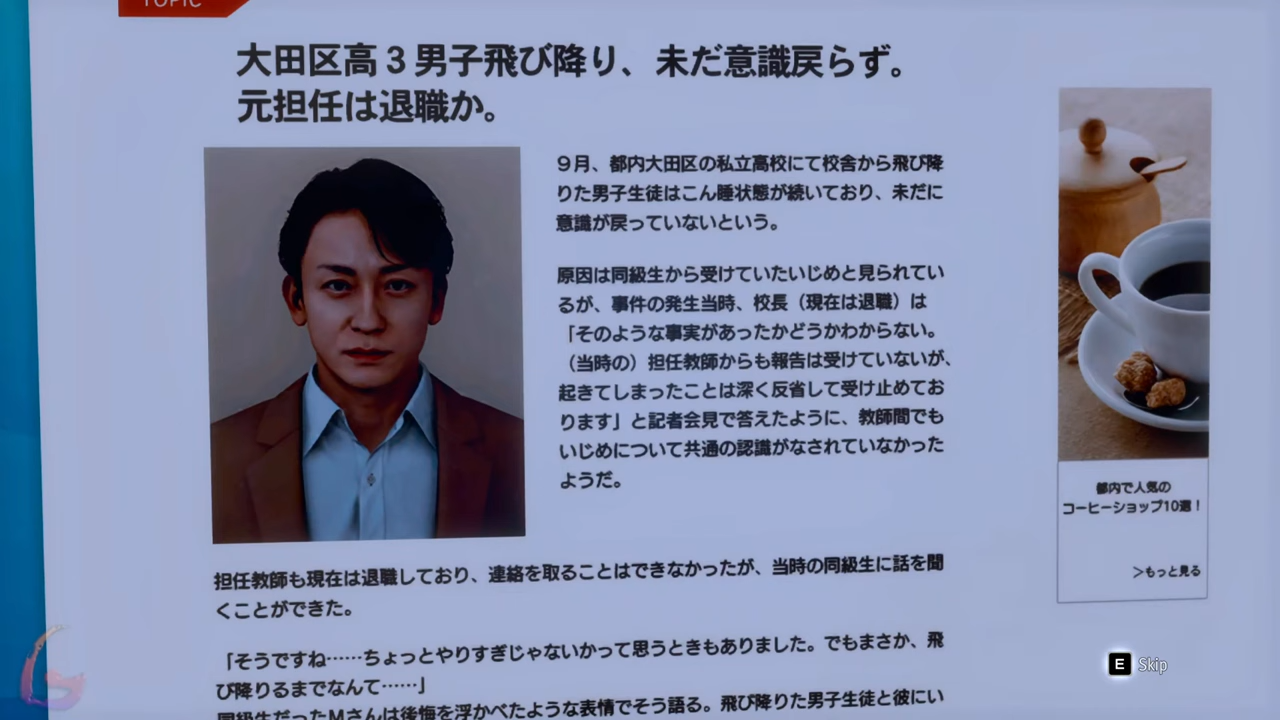 TOPIC
大田区高３男子飛び降り、未だ意識戻らず。
元担任は退職か。
９月、都内大田区の私立高校にて校舎から飛び降
りた男子生徒はこん睡状態が続いており、未だに
意識が戻っていないという。
原因は同級生から受けていたいじめと見られてい
るが、事件の発生当時、校長（現在は退職）は
「そのような事実があったかどうかわからない。
（当時の）担任教師からも報告は受けていないが、
起きてしまったことは深く反省して受け止めてお
ります」と記者会見で答えたように、教師間でも
いじめについて共通の認識がなされていなかった
ようだ。
担任教師も現在は退職しており、連絡を取ることはできなかったが、当時の同級生に話を聞
くことができた。
「そうですね……ちょっとやりすぎじゃないかって思うときもありました。でもまさか、飛
び降りるまでなんて……」
同級生だったMさんは後悔を浮かべたような表情でそう語る。飛び降りた男子生徒と彼にい
都内で人気の
コーヒーショップ10選！
＞もっと見る
E Skip